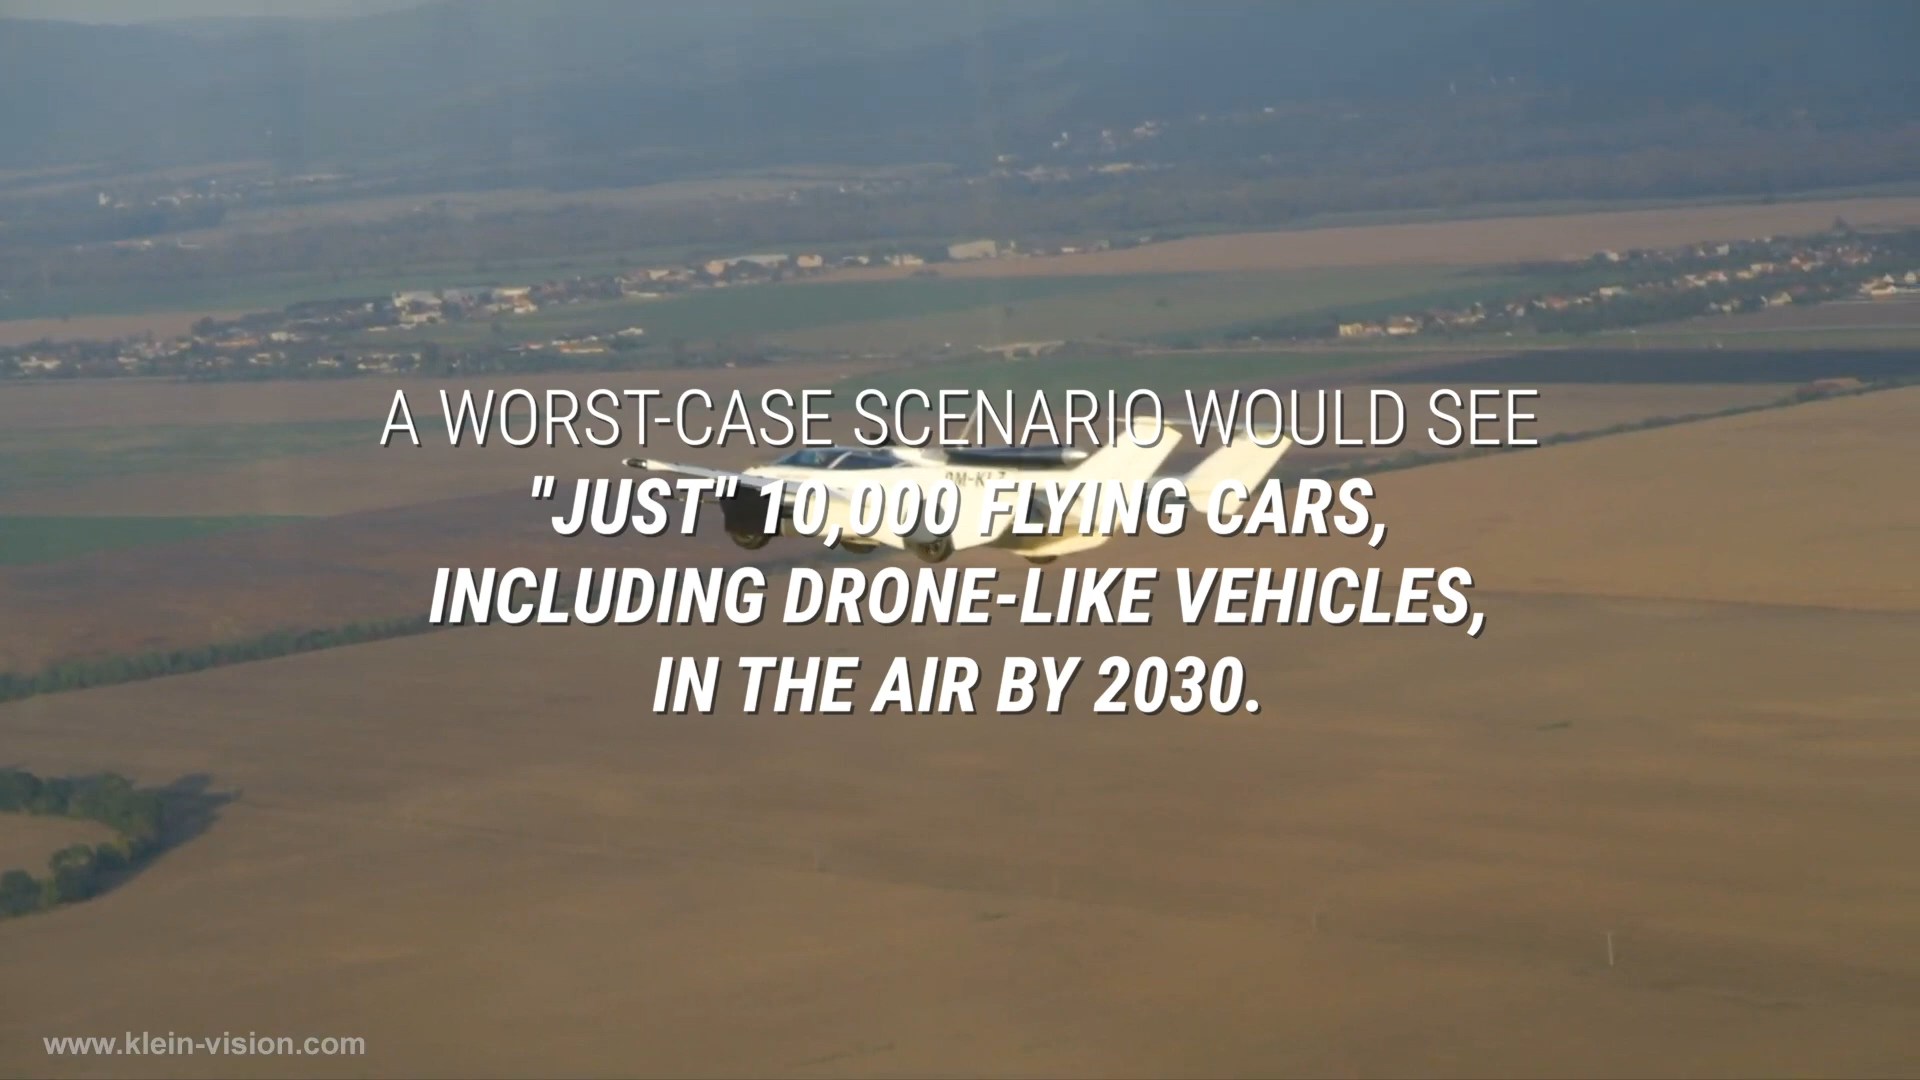 A WORST-CASE SCENARIO WOULD SEE
"JUST" 10,000 FLYING CARS,
INCLUDING DRONE-LIKE VEHICLES,
IN THE AIR BY 2030.
www.klein-vision.com